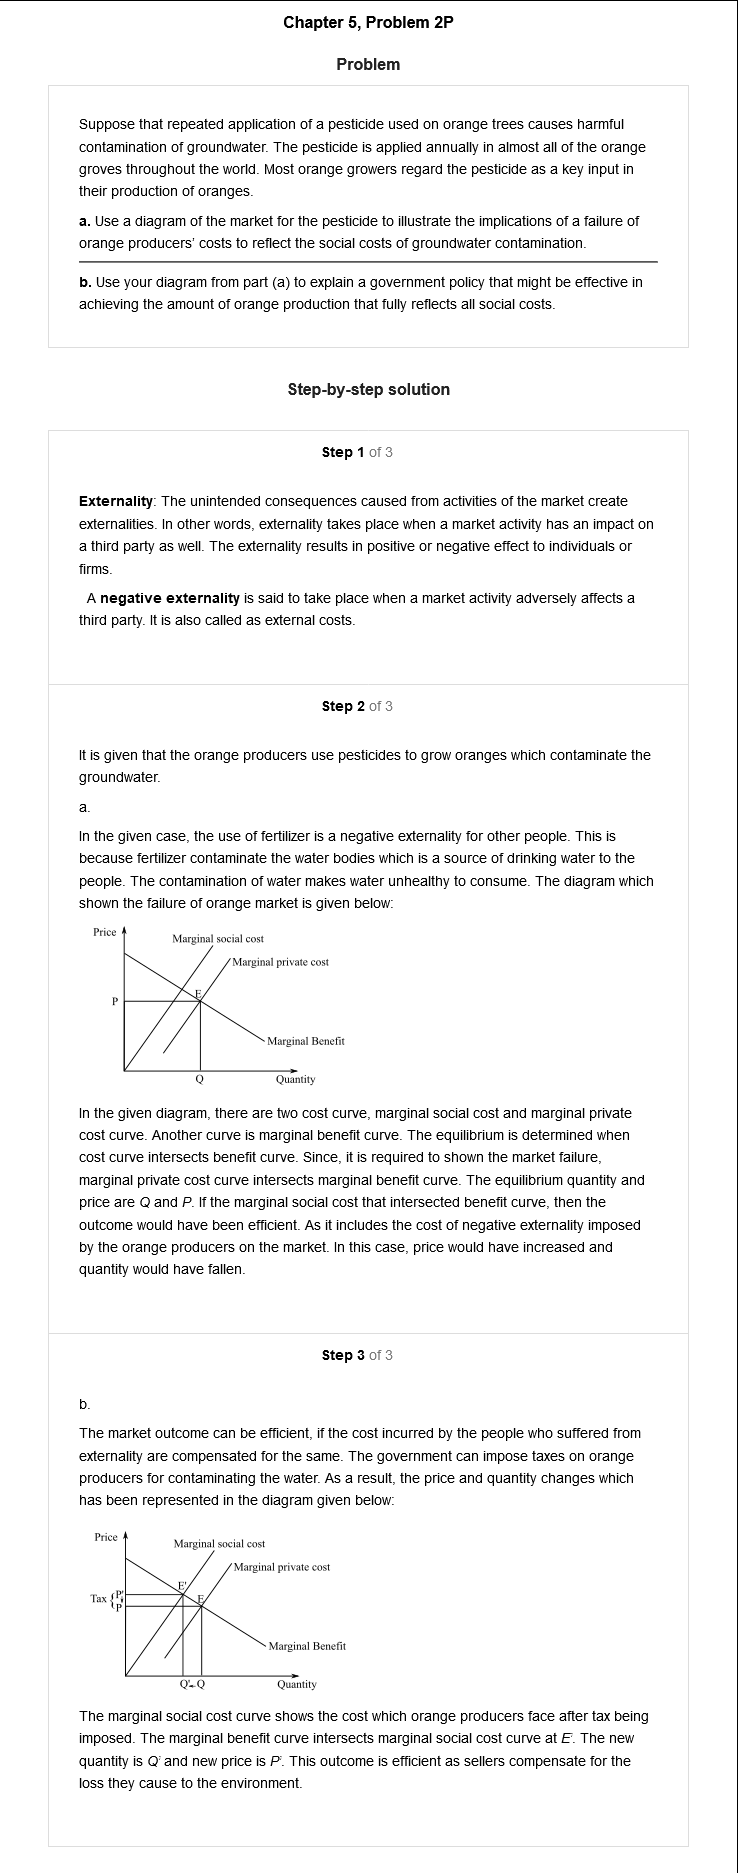 Chapter 5, Problem 2P
Problem
Suppose that repeated application of a pesticide used on orange trees causes harmful
contamination of groundwater. The pesticide is applied annually in almost all of the orange
groves throughout the world. Most orange growers regard the pesticide as a key input in
their production of oranges.
a. Use a diagram of the market for the pesticide to illustrate the implications of a failure of
orange producers' costs to reflect the social costs of groundwater contamination.
b. Use your diagram from part (a) to explain a government policy that might be effective in
achieving the amount of orange production that fully reflects all social costs.
Step-by-step solution
Step 1 of 3
Externality: The unintended consequences caused from activities of the market create
externalities. In other words, externality takes place when a market activity has an impact on
a third party as well. The externality results in positive or negative effect to individuals or
firms.
A negative externality is said to take place when a market activity adversely affects a
third party. It is also called as external costs.
Step 2 of 3
It is given that the orange producers use pesticides to grow oranges which contaminate the
groundwater.
a.
In the given case, the use of fertilizer is a negative externality for other people. This is
because fertilizer contaminate the water bodies which is a source of drinking water to the
people. The contamination of water makes water unhealthy to consume. The diagram which
shown the failure of orange market is given below:
Price
Marginal social cost
Marginal private cost
E
P
Marginal Benefit
Q
Quantity
In the given diagram, there are two cost curve, marginal social cost and marginal private
cost curve. Another curve is marginal benefit curve. The equilibrium is determined when
cost curve intersects benefit curve. Since, it is required to shown the market failure,
marginal private cost curve intersects marginal benefit curve. The equilibrium quantity and
price are Q and P. If the marginal social cost that intersected benefit curve, then the
outcome would have been efficient. As it includes the cost of negative externality imposed
by the orange producers on the market. In this case, price would have increased and
quantity would have fallen.
Step 3 of 3
b.
The market outcome can be efficient, if the cost incurred by the people who suffered from
externality are compensated for the same. The government can impose taxes on orange
producers for contaminating the water. As a result, the price and quantity changes which
has been represented in the diagram given below:
Price
Marginal social cost
Marginal private cost
E'
Tax P'
E
P
Marginal Benefit
Q' Q
Quantity
The marginal social cost curve shows the cost which orange producers face after tax being
imposed. The marginal benefit curve intersects marginal social cost curve at E'. The new
quantity is Q' and new price is P'. This outcome is efficient as sellers compensate for the
loss they cause to the environment.